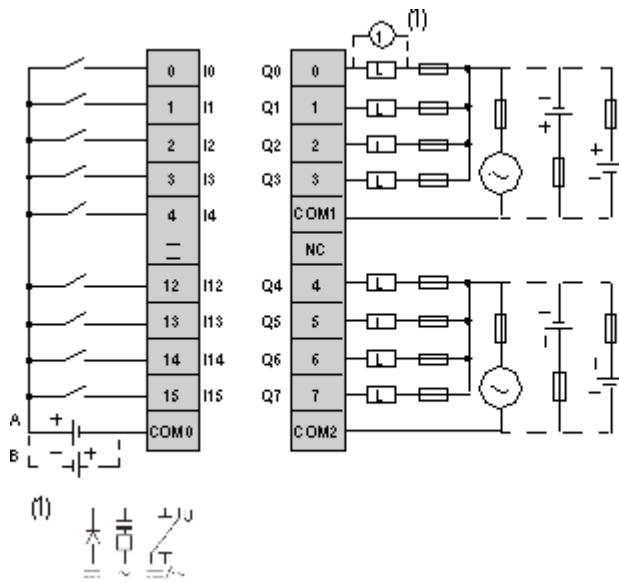 (1)
1
0 I0 Q0 0 L
1 I1 Q1 1 L
2 I2 Q2 2 L
3 I3 Q3 3 L
4 I4 COM1
NC
12 I12 Q4 4 L
13 I13 Q5 5 L
14 I14 Q6 6 L
15 I15 Q7 7 L
A + COM0 COM2
B - +
(1)